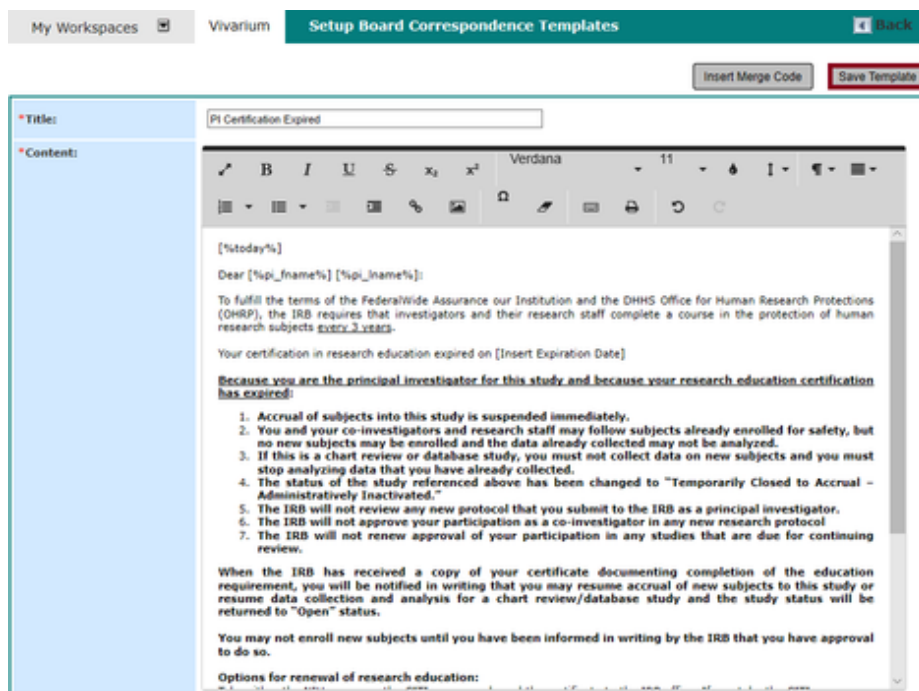 My Workspaces
Vivarium
Setup Board Correspondence Templates
Back
Insert Merge Code
Save Template
*Title:
PI Certification Expired
*Content:
B I U S x₂ x² Verdana 11
Ω
[%today%]
Dear [%pi_fname%] [%pi_lname%]:
To fulfill the terms of the FederalWide Assurance our Institution and the DHHS Office for Human Research Protections
(OHRP), the IRB requires that investigators and their research staff complete a course in the protection of human
research subjects every 3 years.
Your certification in research education expired on [Insert Expiration Date]
Because you are the principal investigator for this study and because your research education certification
has expired:
1. Accrual of subjects into this study is suspended immediately.
2. You and your co-investigators and research staff may follow subjects already enrolled for safety, but
no new subjects may be enrolled and the data already collected may not be analyzed.
3. If this is a chart review or database study, you must not collect data on new subjects and you must
stop analyzing data that you have already collected.
4. The status of the study referenced above has been changed to "Temporarily Closed to Accrual –
Administratively Inactivated."
5. The IRB will not review any new protocol that you submit to the IRB as a principal investigator.
6. The IRB will not approve your participation as a co-investigator in any new research protocol
7. The IRB will not renew approval of your participation in any studies that are due for continuing
review.
When the IRB has received a copy of your certificate documenting completion of the education
requirement, you will be notified in writing that you may resume accrual of new subjects to this study or
resume data collection and analysis for a chart review/database study and the study status will be
returned to "Open" status.
You may not enroll new subjects until you have been informed in writing by the IRB that you have approval
to do so.
Options for renewal of research education: